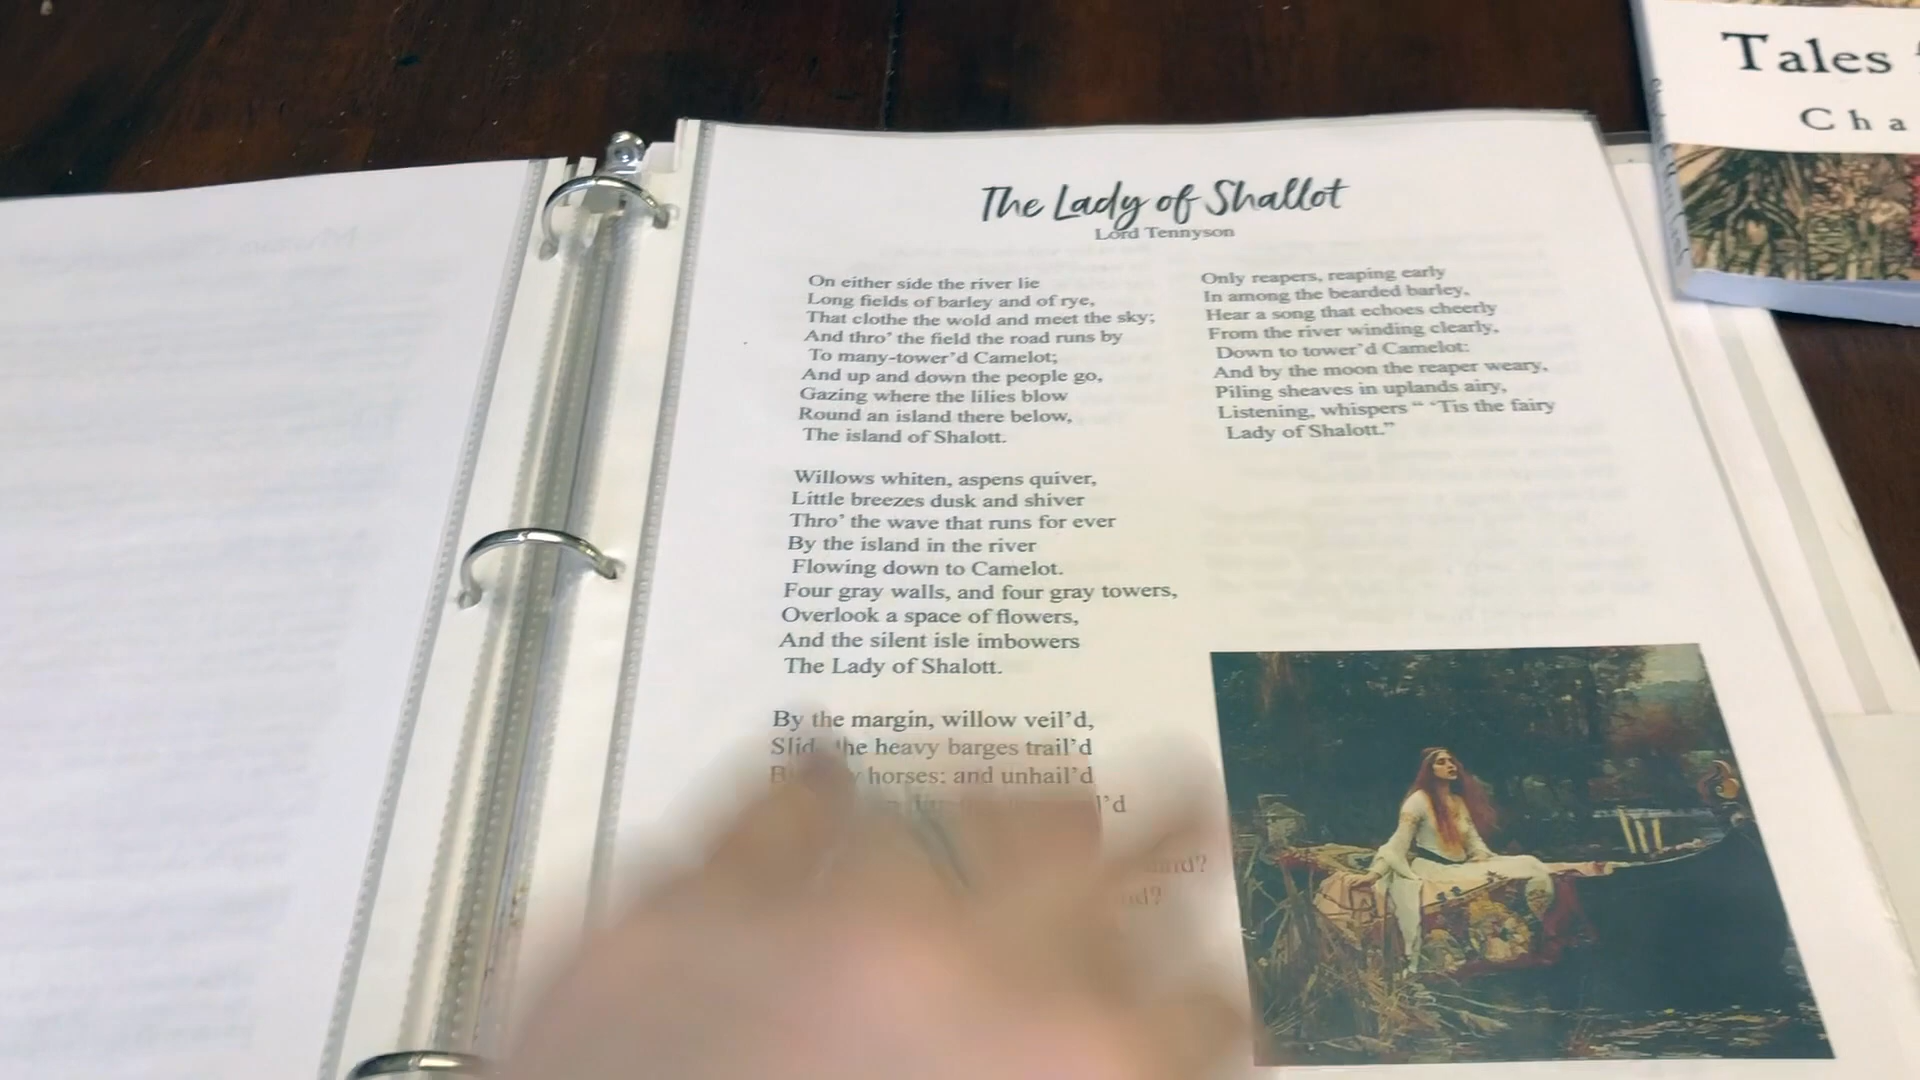 Tales
Cha
The Lady of Shallot
Lord Tennyson
On either side the river lie
Long fields of barley and of rye,
That clothe the wold and meet the sky;
And thro' the field the road runs by
To many-tower'd Camelot;
And up and down the people go,
Gazing where the lilies blow
Round an island there below,
The island of Shalott.
Willows whiten, aspens quiver,
Little breezes dusk and shiver
Thro' the wave that runs for ever
By the island in the river
Flowing down to Camelot.
Four gray walls, and four gray towers,
Overlook a space of flowers,
And the silent isle imbowers
The Lady of Shalott.
By the margin, willow veil'd,
the heavy barges trail'd
horses: and unhail'd
Only reapers, reaping early
In among the bearded barley,
Hear a song that echoes cheerly
From the river winding clearly,
Down to tower'd Camelot:
And by the moon the reaper weary,
Piling sheaves in uplands airy,
Listening, whispers " 'Tis the fairy
Lady of Shalott."